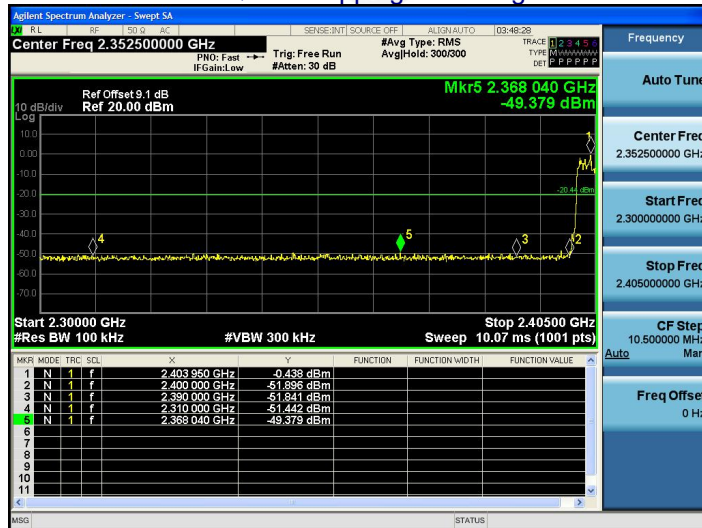 Agilent Spectrum Analyzer - Swept SA
LXI RL RF 50 Ω AC SENSE:INT SOURCE OFF ALIGNAUTO 03:48:28
Center Freq 2.352500000 GHz
PNO: Fast
IFGain:Low
Trig: Free Run
#Atten: 30 dB
#Avg Type: RMS
Avg|Hold: 300/300
TRACE 1 2 3 4 5 6
TYPE M
DET P P P P P P
Mkr5 2.368 040 GHz
-49.379 dBm
Ref Offset 9.1 dB
10 dB/div Ref 20.00 dBm
Log
10.0
0.00
-10.0
-20.0
-30.0
-40.0
-50.0
-60.0
-70.0
1
-20.44 dBm
4
5
3
2
Start 2.30000 GHz
Stop 2.40500 GHz
#Res BW 100 kHz
#VBW 300 kHz
Sweep 10.07 ms (1001 pts)
MKR MODE TRC SCL X Y FUNCTION FUNCTION WIDTH FUNCTION VALUE
1 N 1 f 2.403 950 GHz -0.438 dBm
2 N 1 f 2.400 000 GHz -51.896 dBm
3 N 1 f 2.390 000 GHz -51.841 dBm
4 N 1 f 2.310 000 GHz -51.442 dBm
5 N 1 f 2.368 040 GHz -49.379 dBm
6
7
8
9
10
11
MSG
STATUS
Frequency
Auto Tune
Center Freq
2.352500000 GHz
Start Freq
2.300000000 GHz
Stop Freq
2.405000000 GHz
CF Step
10.500000 MHz
Auto Man
Freq Offset
0 Hz